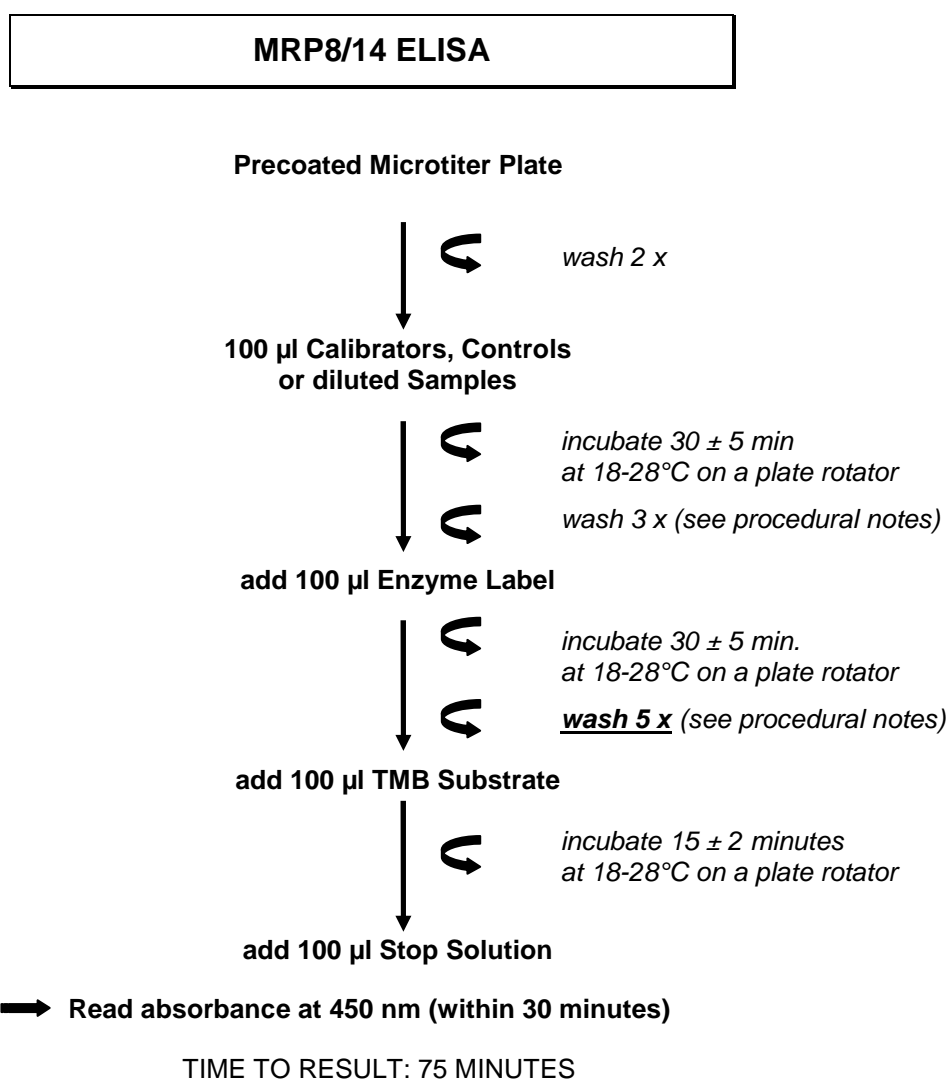 MRP8/14 ELISA
Precoated Microtiter Plate
wash 2 x
100 µl Calibrators, Controls
or diluted Samples
incubate 30 ± 5 min
at 18-28°C on a plate rotator
wash 3 x (see procedural notes)
add 100 µl Enzyme Label
incubate 30 ± 5 min.
at 18-28°C on a plate rotator
wash 5 x (see procedural notes)
add 100 µl TMB Substrate
incubate 15 ± 2 minutes
at 18-28°C on a plate rotator
add 100 µl Stop Solution
Read absorbance at 450 nm (within 30 minutes)
TIME TO RESULT: 75 MINUTES